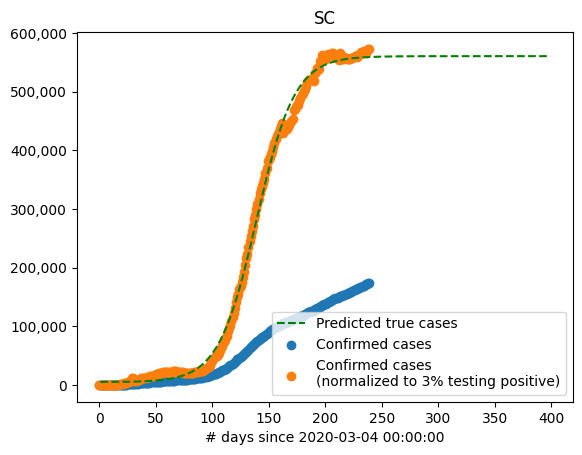 SC
600,000
500,000
400,000
300,000
200,000
100,000
0
Predicted true cases
Confirmed cases
Confirmed cases
(normalized to 3% testing positive)
0 50 100 150 200 250 300 350 400
# days since 2020-03-04 00:00:00